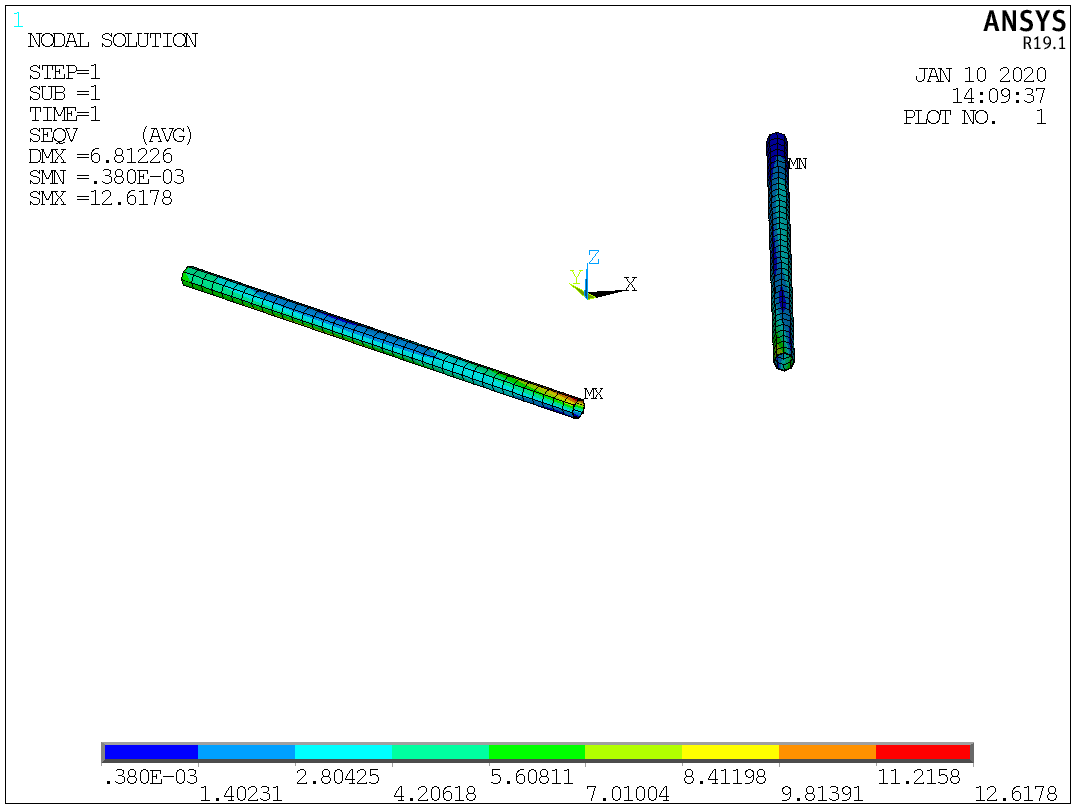 1
NODAL SOLUTION
STEP=1
SUB =1
TIME=1
SEQV (AVG)
DMX =6.81226
SMN =.380E-03
SMX =12.6178
ANSYS
R19.1
JAN 10 2020
14:09:37
PLOT NO. 1
MN
Z
Y
X
MX
.380E-03 2.80425 5.60811 8.41198 11.2158
1.40231 4.20618 7.01004 9.81391 12.6178